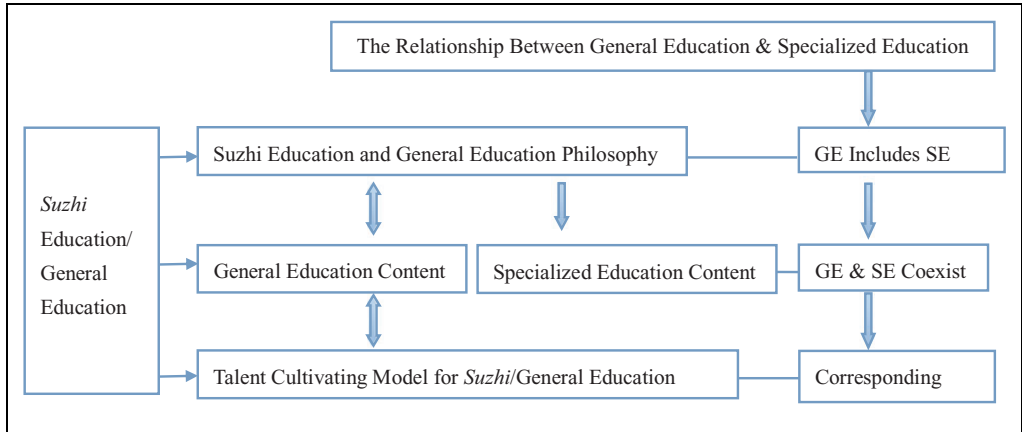 The Relationship Between General Education & Specialized Education
Suzhi Education and General Education Philosophy
GE Includes SE
Suzhi
Education/
General
Education
General Education Content
Specialized Education Content
GE & SE Coexist
Talent Cultivating Model for Suzhi/General Education
Corresponding